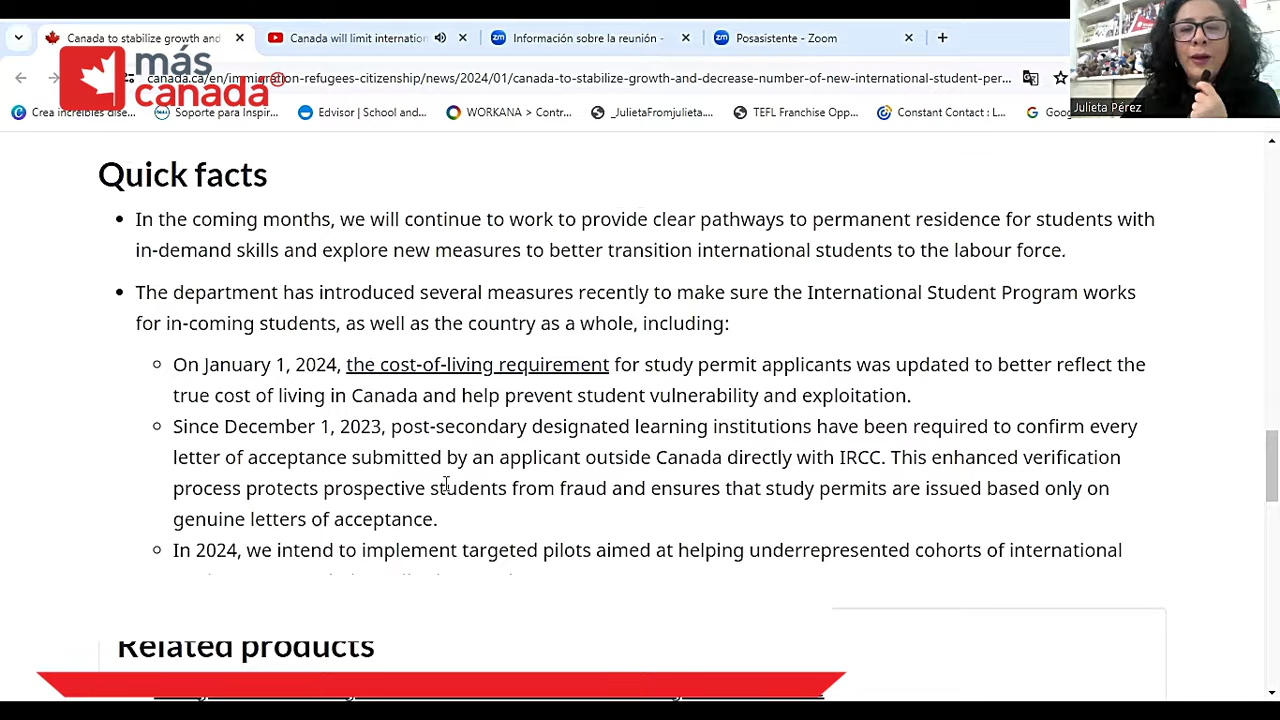 Canada to stabilize growth and
Canada will limit internation
Información sobre la reunión -
Posasistente - Zoom
más
canadá
canada.ca/en/immigration-refugees-citizenship/news/2024/01/canada-to-stabilize-growth-and-decrease-number-of-new-international-student-per...
Julieta Pérez
Crea increíbles dise...
Soporte para Inspir...
Edvisor | School and...
WORKANA > Contr...
_JulietaFromjulieta....
TEFL Franchise Opp...
Constant Contact : L...
Goog
Quick facts
• In the coming months, we will continue to work to provide clear pathways to permanent residence for students with
in-demand skills and explore new measures to better transition international students to the labour force.
• The department has introduced several measures recently to make sure the International Student Program works
for in-coming students, as well as the country as a whole, including:
On January 1, 2024, the cost-of-living requirement for study permit applicants was updated to better reflect the
true cost of living in Canada and help prevent student vulnerability and exploitation.
Since December 1, 2023, post-secondary designated learning institutions have been required to confirm every
letter of acceptance submitted by an applicant outside Canada directly with IRCC. This enhanced verification
process protects prospective students from fraud and ensures that study permits are issued based only on
genuine letters of acceptance.
In 2024, we intend to implement targeted pilots aimed at helping underrepresented cohorts of international
Related products